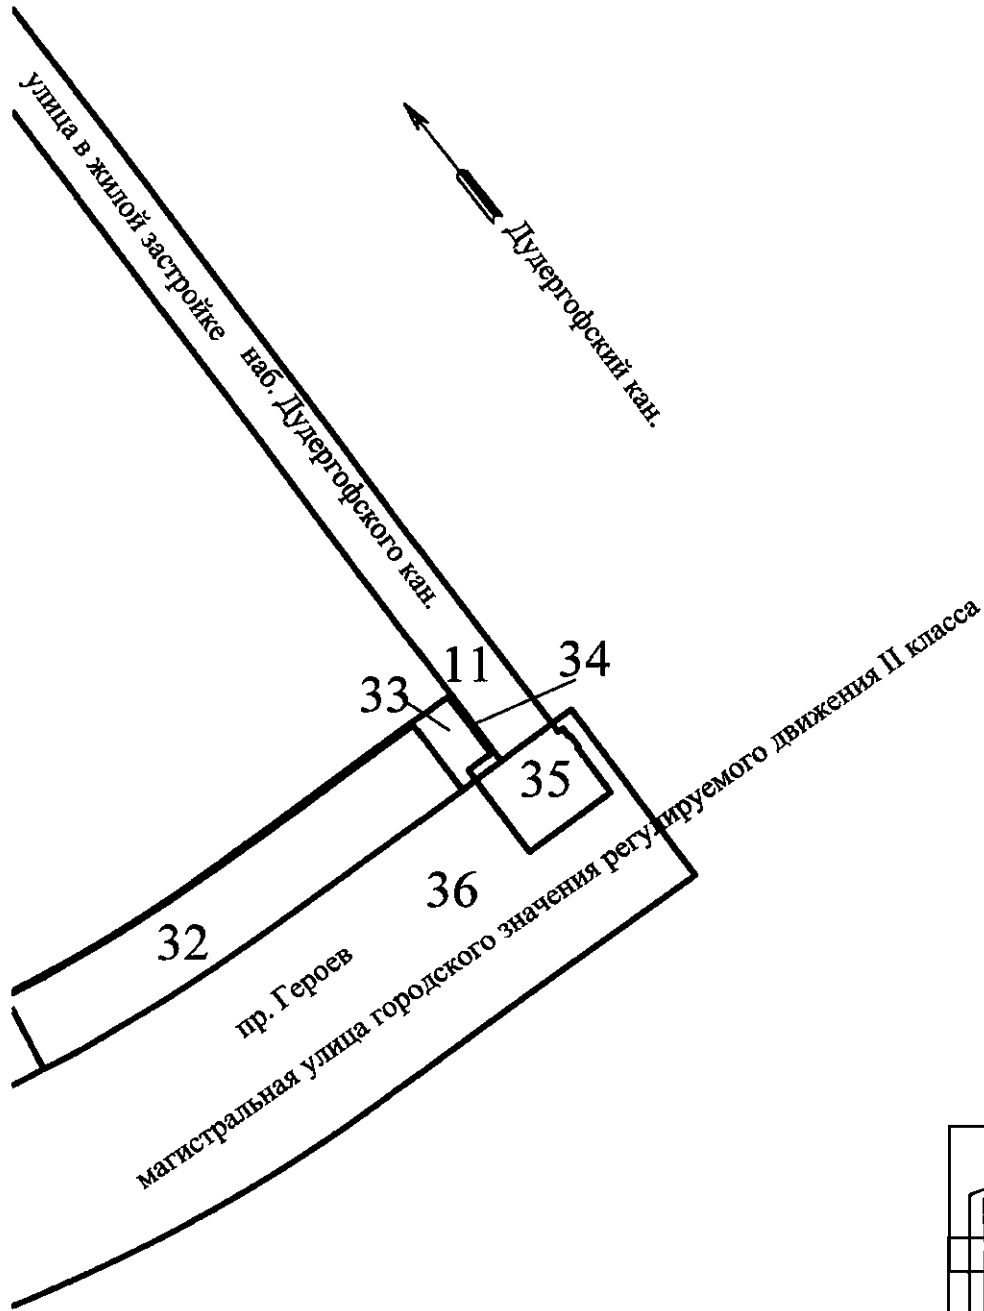 улица в жилой застройке наб. Дудергофского кан.
Дудергофский кан.
11
34
33
35
36
32
пр. Героев
магистральная улица городского значения регулируемого движения II класса